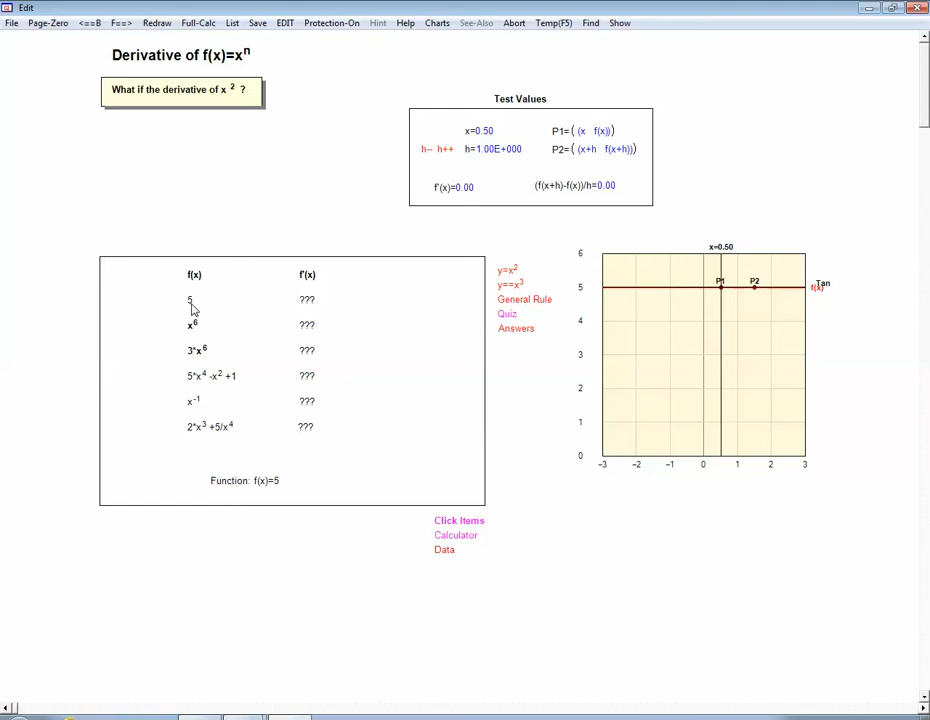 Edit
File Page-Zero <==B F==> Redraw Full-Calc List Save EDIT Protection-On Hint Help Charts See-Also Abort Temp(F5) Find Show
Derivative of f(x)=xⁿ
What if the derivative of x ² ?
Test Values
x=0.50 P1= ( (x f(x)) )
h-- h++ h=1.00E+000 P2= ( (x+h f(x+h)) )
f'(x)=0.00 (f(x+h)-f(x))/h=0.00
f(x) f'(x)
5 ???
x⁶ ???
3*x⁶ ???
5*x⁴ -x² +1 ???
x⁻¹ ???
2*x³ +5/x⁴ ???
Function: f(x)=5
y=x²
y==x³
General Rule
Quiz
Answers
Click Items
Calculator
Data
x=0.50
6
5
4
3
2
1
0
P1 P2
Tan
f(x)
−3 −2 −1 0 1 2 3